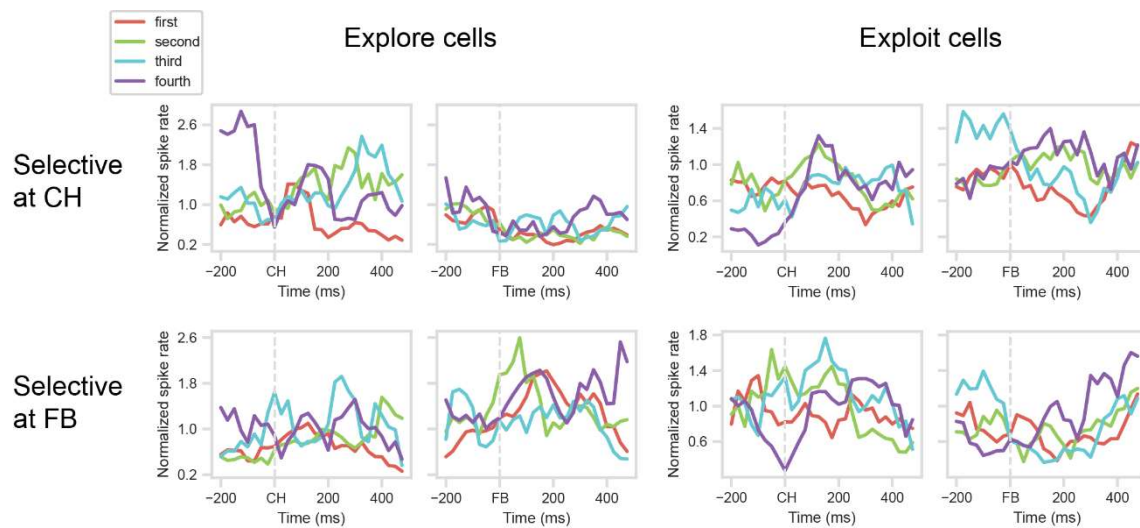 first
second
third
fourth
Explore cells
Exploit cells
Selective
at CH
Normalized spike rate
2.6
1.8
1.0
0.2
−200
CH
200
400
Time (ms)
−200
FB
200
400
Time (ms)
Normalized spike rate
1.4
1.0
0.6
0.2
−200
CH
200
400
Time (ms)
−200
FB
200
400
Time (ms)
Selective
at FB
Normalized spike rate
2.6
1.8
1.0
0.2
−200
CH
200
400
Time (ms)
−200
FB
200
400
Time (ms)
Normalized spike rate
1.8
1.4
1.0
0.6
−200
CH
200
400
Time (ms)
−200
FB
200
400
Time (ms)